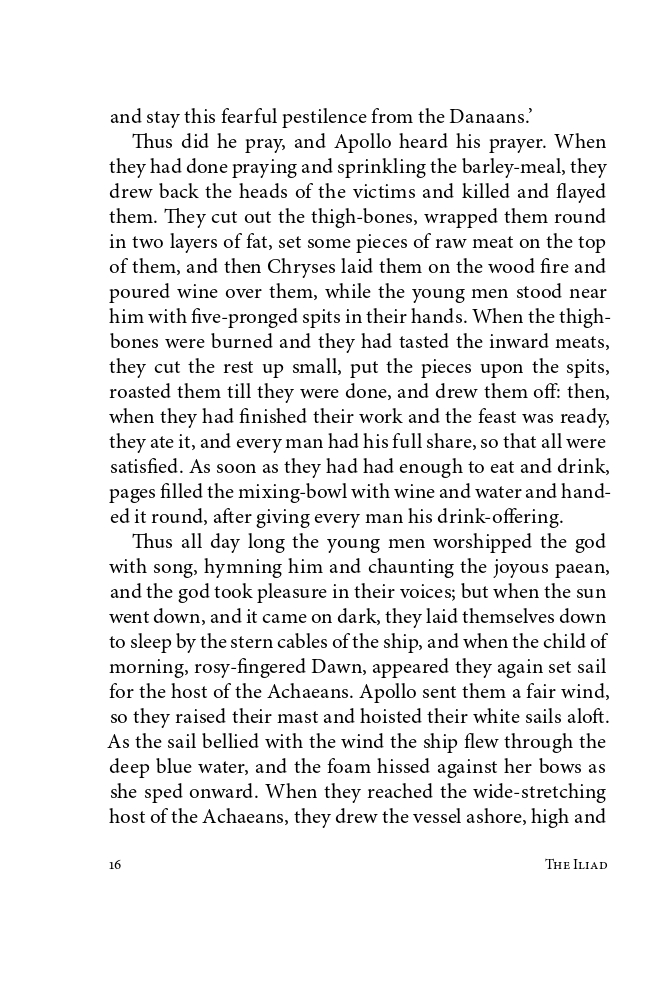 and stay this fearful pestilence from the Danaans.’
Thus did he pray, and Apollo heard his prayer. When
they had done praying and sprinkling the barley-meal, they
drew back the heads of the victims and killed and flayed
them. They cut out the thigh-bones, wrapped them round
in two layers of fat, set some pieces of raw meat on the top
of them, and then Chryses laid them on the wood fire and
poured wine over them, while the young men stood near
him with five-pronged spits in their hands. When the thigh-
bones were burned and they had tasted the inward meats,
they cut the rest up small, put the pieces upon the spits,
roasted them till they were done, and drew them off: then,
when they had finished their work and the feast was ready,
they ate it, and every man had his full share, so that all were
satisfied. As soon as they had had enough to eat and drink,
pages filled the mixing-bowl with wine and water and hand-
ed it round, after giving every man his drink-offering.
Thus all day long the young men worshipped the god
with song, hymning him and chaunting the joyous paean,
and the god took pleasure in their voices; but when the sun
went down, and it came on dark, they laid themselves down
to sleep by the stern cables of the ship, and when the child of
morning, rosy-fingered Dawn, appeared they again set sail
for the host of the Achaeans. Apollo sent them a fair wind,
so they raised their mast and hoisted their white sails aloft.
As the sail bellied with the wind the ship flew through the
deep blue water, and the foam hissed against her bows as
she sped onward. When they reached the wide-stretching
host of the Achaeans, they drew the vessel ashore, high and
16 The Iliad